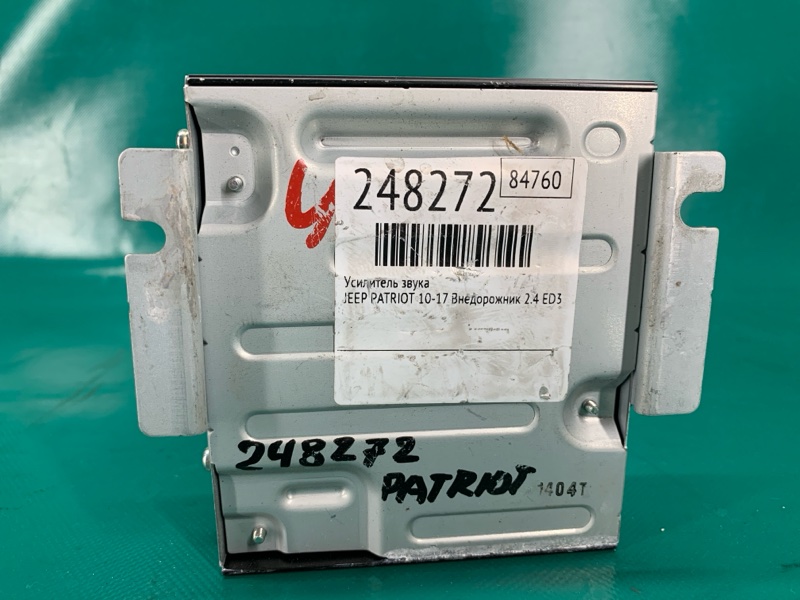 248272
84760
Усилитель звука
JEEP PATRIOT 10-17 Внедорожник 2.4 ED3
248272
PATRIOT
1404T